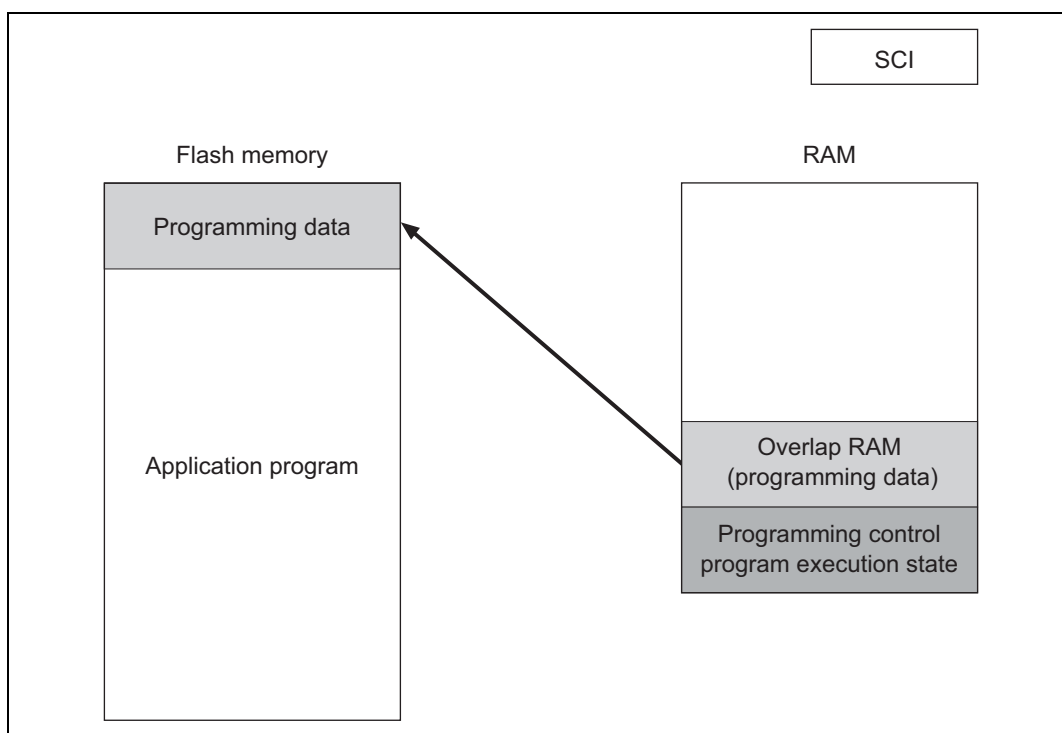 SCI
Flash memory
RAM
Programming data
Application program
Overlap RAM
(programming data)
Programming control
program execution state